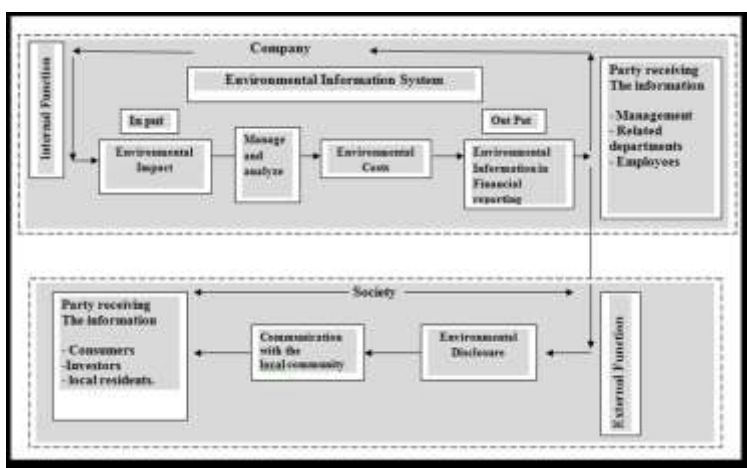 Company
Internal Function
Environmental Information System
Party receiving
The information
- Management
- Related
departments
- Employees
In put
Out Put
Environmental
Impact
Manage
and
analyze
Environmental
Costs
Environmental
Information in
Financial
reporting
Society
Party receiving
The information
- Consumers
-Investors
- local residents.
Communication
with the
local community
Environmental
Disclosure
External Function